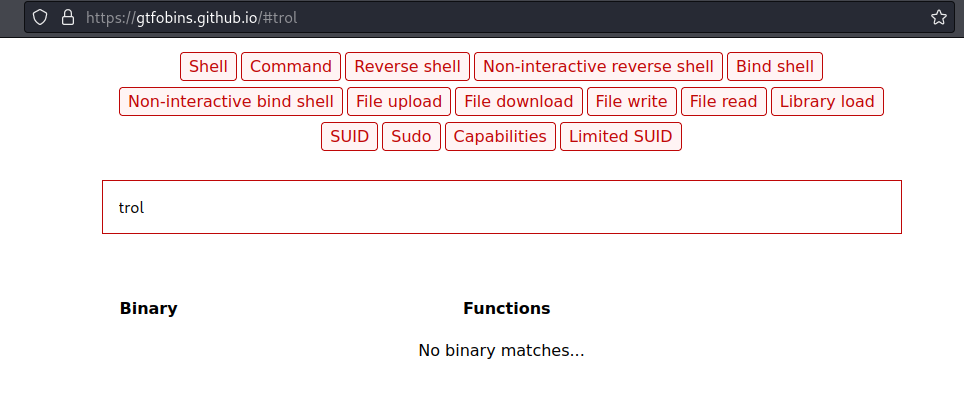 https://gtfobins.github.io/#trol
Shell Command Reverse shell Non-interactive reverse shell Bind shell
Non-interactive bind shell File upload File download File write File read Library load
SUID Sudo Capabilities Limited SUID
trol
Binary Functions
No binary matches...